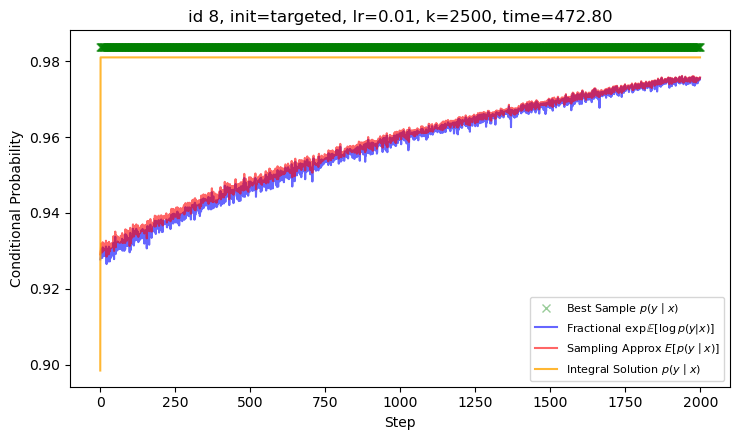 id 8, init=targeted, lr=0.01, k=2500, time=472.80
Conditional Probability
0.98
0.96
0.94
0.92
0.90
Best Sample p(y | x)
Fractional exp𝔼[log p(y|x)]
Sampling Approx E[p(y | x)]
Integral Solution p(y | x)
0 250 500 750 1000 1250 1500 1750 2000
Step